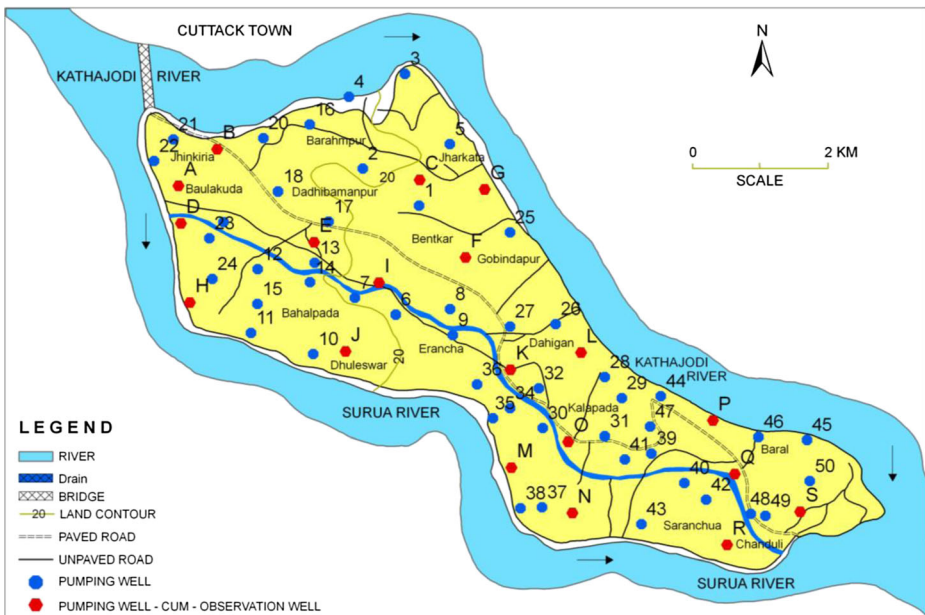 CUTTACK TOWN
N
3
KATHAJODI RIVER
4
16
21
B
20
Barahmpur
5
Jharkata
22
Jhinkiria
2
20
C
G
A
Baulakuda
18
Dadhibamanpur
1
D
17
25
23
E
Bentkar
F
Gobindapur
13
12
24
14
I
H
15
7
6
8
Bahalpada
11
9
27
26
10
J
Erancha
Dahigan
L
Dhuleswar
20
K
KATHAJODI
RIVER
36
32
28
29
44
SURUA RIVER
35
34
Kalapada
30
O
31
47
P
46
45
41
39
Baral
M
Q
40
42
50
38
37
N
43
48
49
S
Saranchua
R
Chanduli
SURUA RIVER
0
2 KM
SCALE
LEGEND
RIVER
Drain
BRIDGE
20
LAND CONTOUR
PAVED ROAD
UNPAVED ROAD
PUMPING WELL
PUMPING WELL - CUM - OBSERVATION WELL